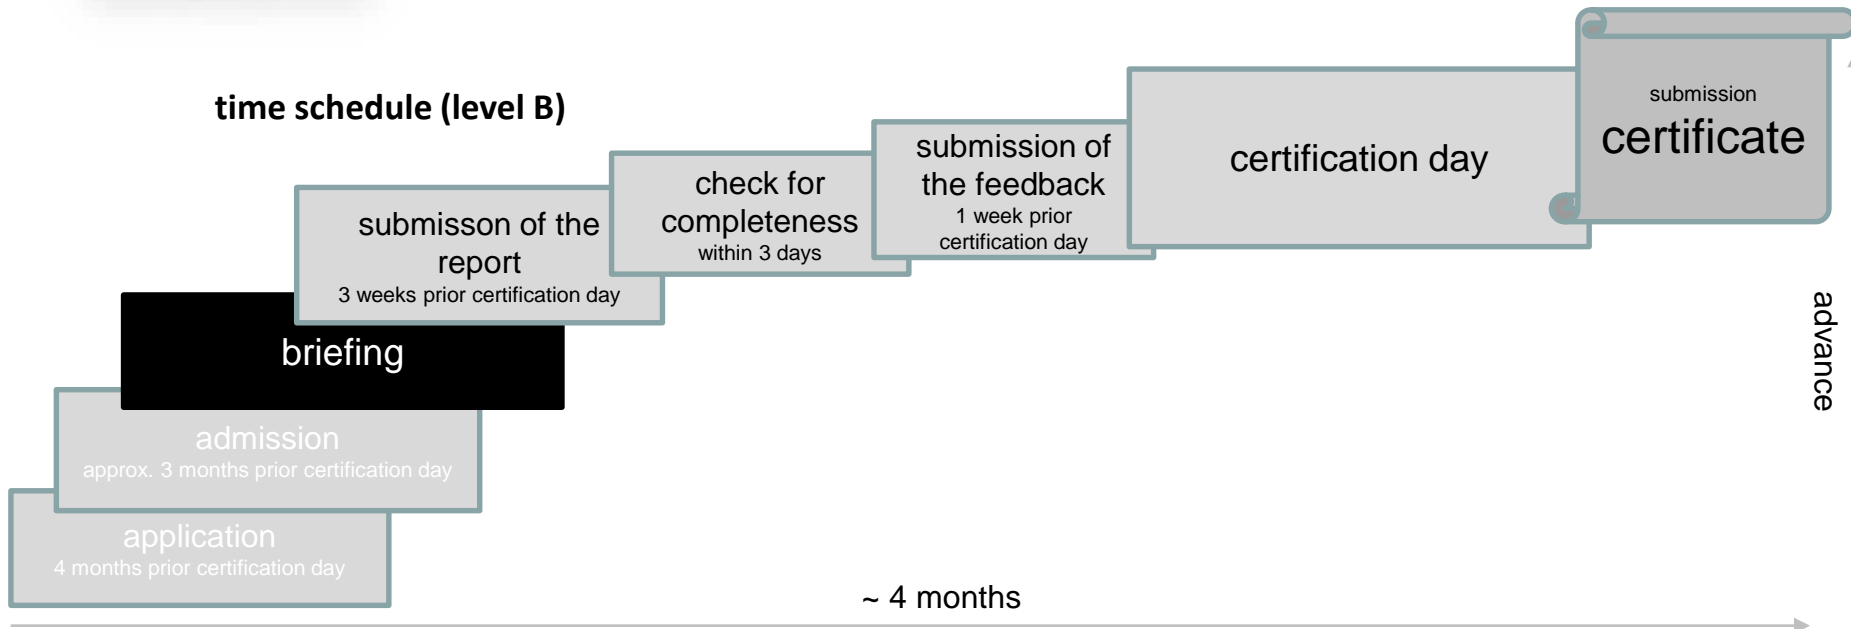 time schedule (level B)
application
4 months prior certification day
admission
approx. 3 months prior certification day
briefing
submisson of the
report
3 weeks prior certification day
check for
completeness
within 3 days
submission of
the feedback
1 week prior
certification day
certification day
submission
certificate
advance
~ 4 months